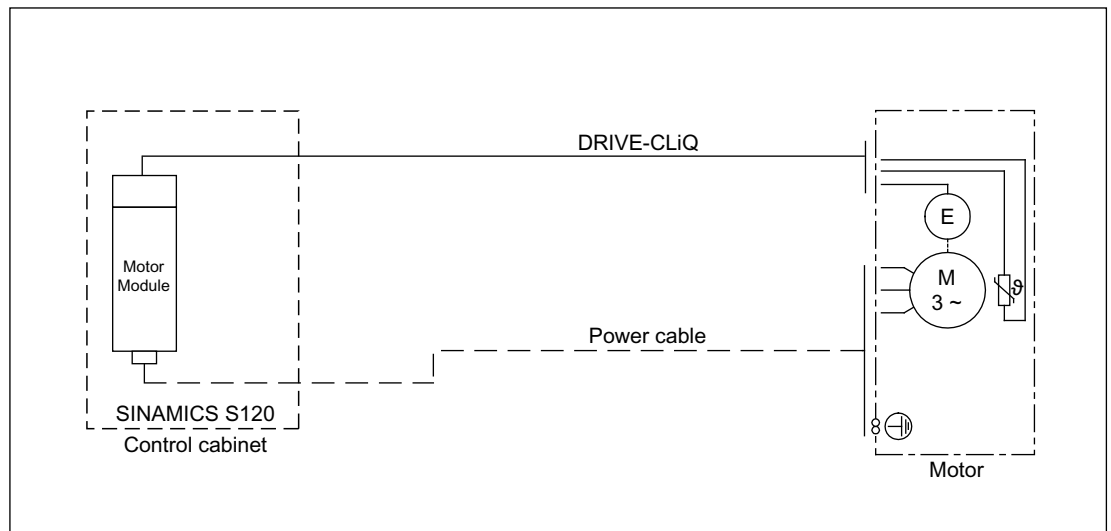 DRIVE-CLiQ
E
Motor
Module
M
3 ~
ϑ
Power cable
SINAMICS S120
Control cabinet
Motor